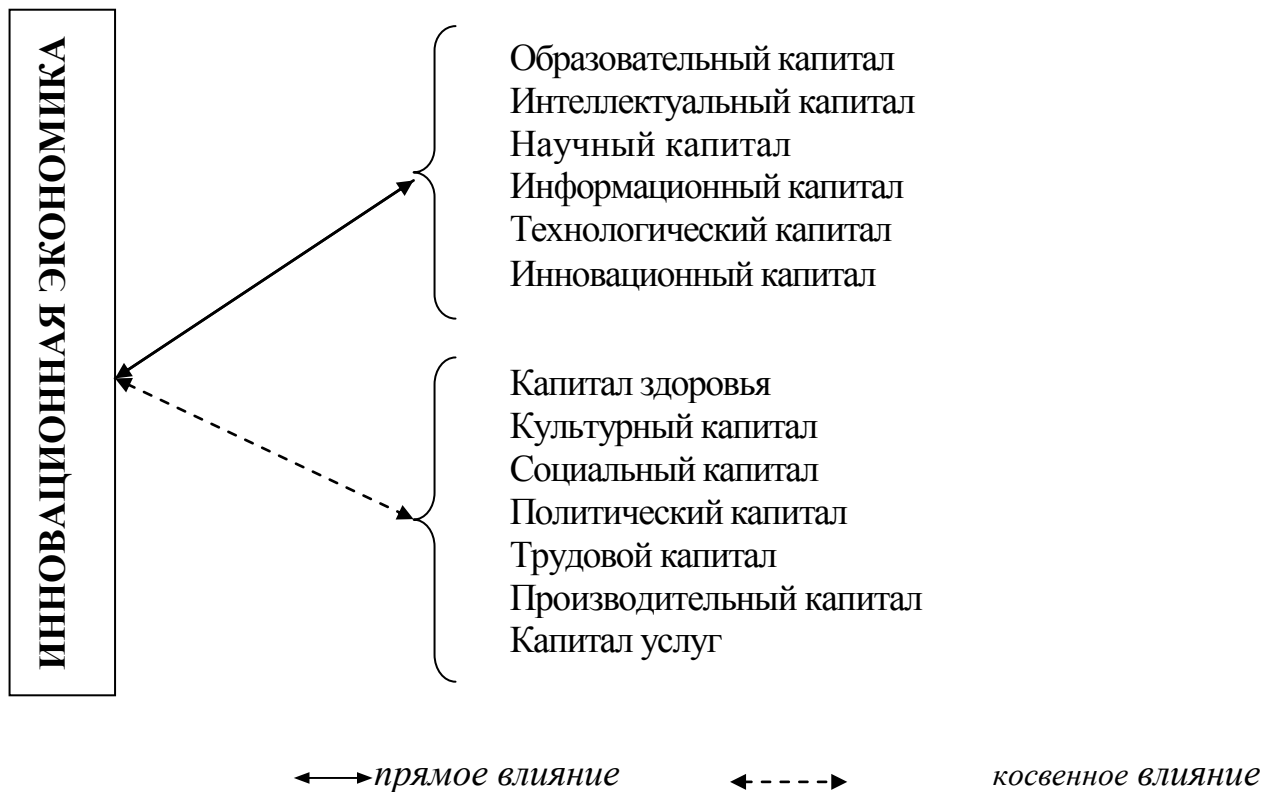 ИННОВАЦИОННАЯ ЭКОНОМИКА
Образовательный капитал
Интеллектуальный капитал
Научный капитал
Информационный капитал
Технологический капитал
Инновационный капитал
Капитал здоровья
Культурный капитал
Социальный капитал
Политический капитал
Трудовой капитал
Производительный капитал
Капитал услуг
прямое влияние косвенное влияние